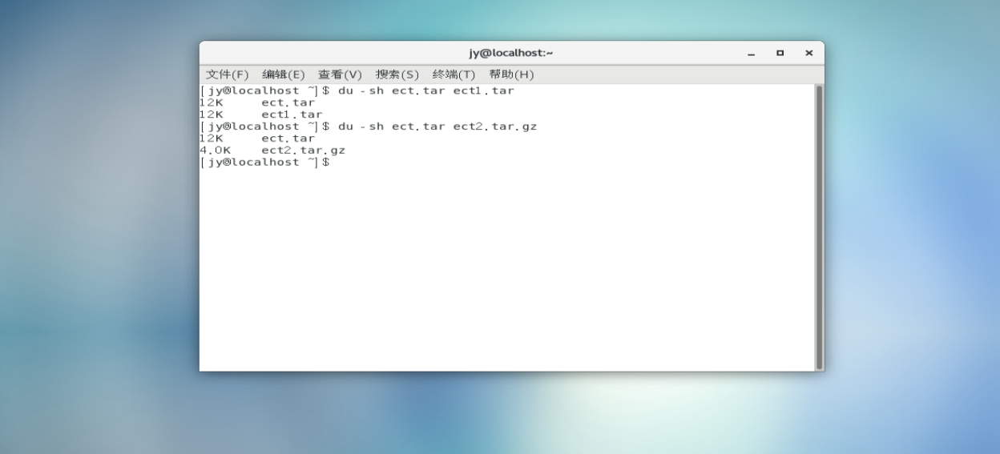 jy@localhost:~
文件(F) 编辑(E) 查看(V) 搜索(S) 终端(T) 帮助(H)
[jy@localhost ~]$ du -sh ect.tar ect1.tar
12K     ect.tar
12K     ect1.tar
[jy@localhost ~]$ du -sh ect.tar ect2.tar.gz
12K     ect.tar
4.0K    ect2.tar.gz
[jy@localhost ~]$